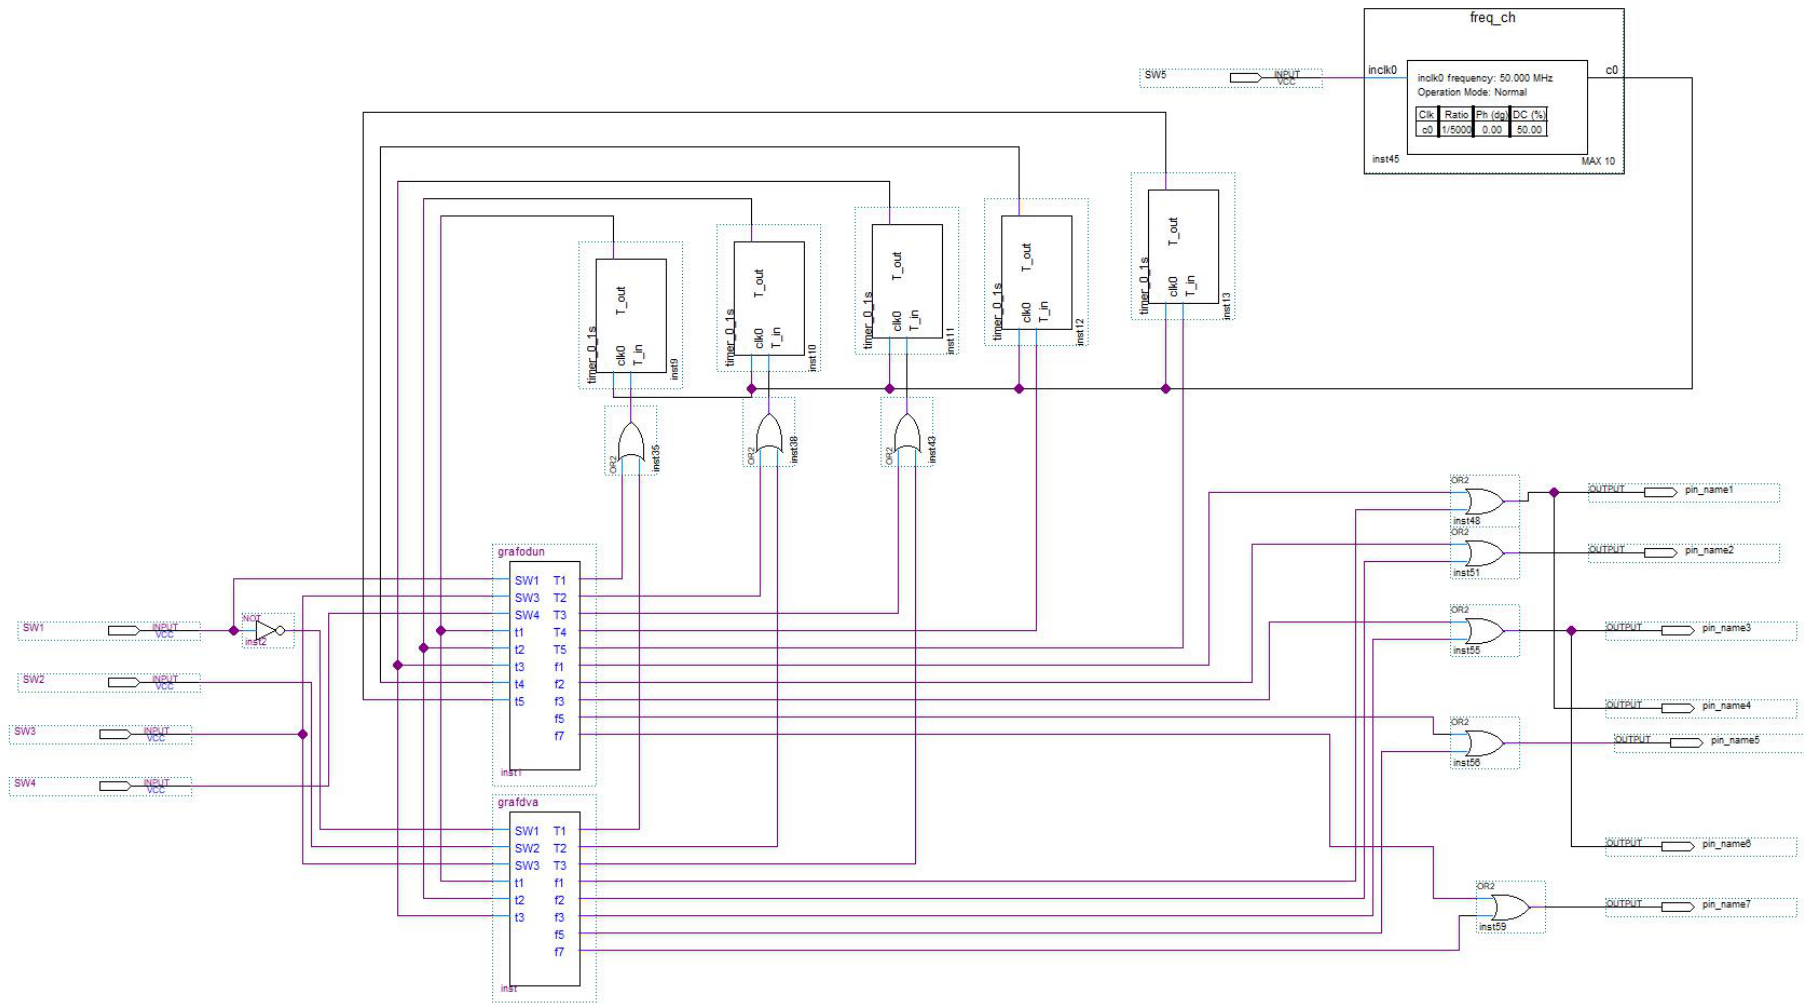 freq_ch
SW5
INPUT
VCC
inclk0
c0
inclk0 frequency: 50.000 MHz
Operation Mode: Normal
Clk Ratio Ph (dg) DC (%)
c0 1/5000 0.00 50.00
inst45
MAX 10
timer_0_1s
T_out
clk0
T_in
inst13
timer_0_1s
T_out
clk0
T_in
inst12
timer_0_1s
T_out
clk0
T_in
inst11
timer_0_1s
T_out
clk0
T_in
inst10
timer_0_1s
T_out
clk0
T_in
inst9
OR2
inst35
OR2
inst38
OR2
inst43
OR2
inst48
OUTPUT
pin_name1
OR2
inst51
OUTPUT
pin_name2
OR2
inst55
OUTPUT
pin_name3
OUTPUT
pin_name4
OR2
inst56
OUTPUT
pin_name5
OUTPUT
pin_name6
OR2
inst59
OUTPUT
pin_name7
SW1
INPUT
VCC
NOT
inst2
SW2
INPUT
VCC
SW3
INPUT
VCC
SW4
INPUT
VCC
grafodun
SW1 T1
SW3 T2
SW4 T3
t1 T4
t2 T5
t3 f1
t4 f2
t5 f3
f5
f7
inst1
grafdva
SW1 T1
SW2 T2
SW3 T3
t1 f1
t2 f2
t3 f3
f5
f7
inst